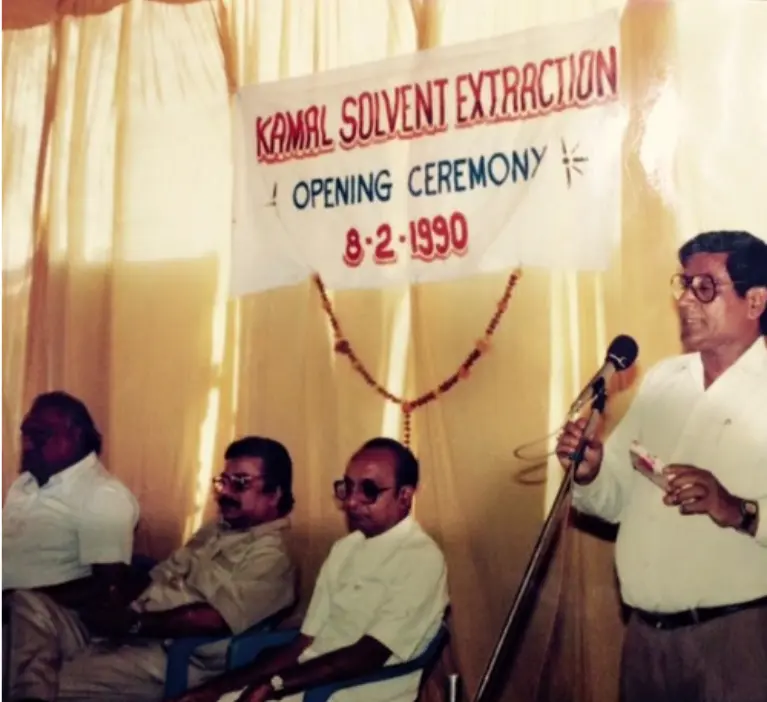 KAMAL SOLVENT EXTRACTION
OPENING CEREMONY
8-2-1990